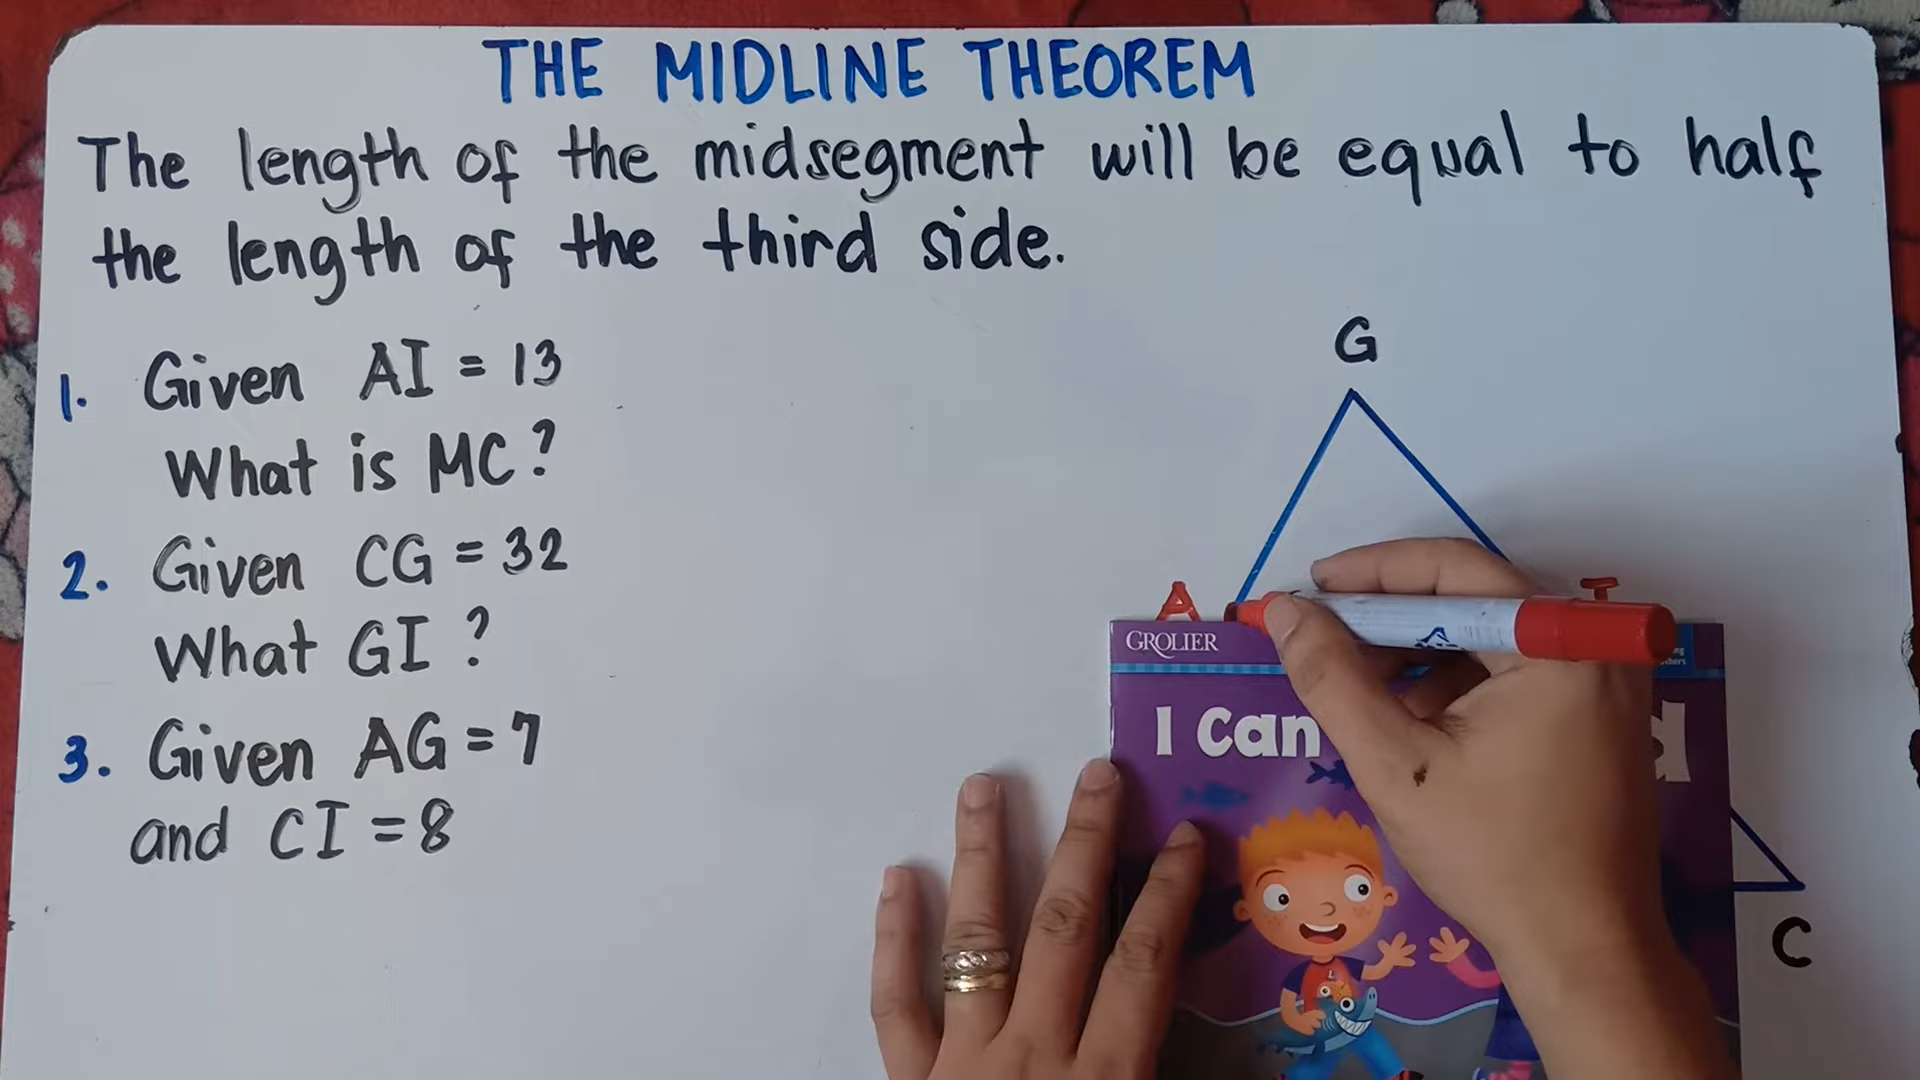 THE MIDLINE THEOREM
The length of the midsegment will be equal to half
the length of the third side.
1. Given AI = 13
What is MC?
2. Given CG = 32
What GI ?
3. Given AG = 7
and CI = 8
G
A
I
GROLIER
I Can
C